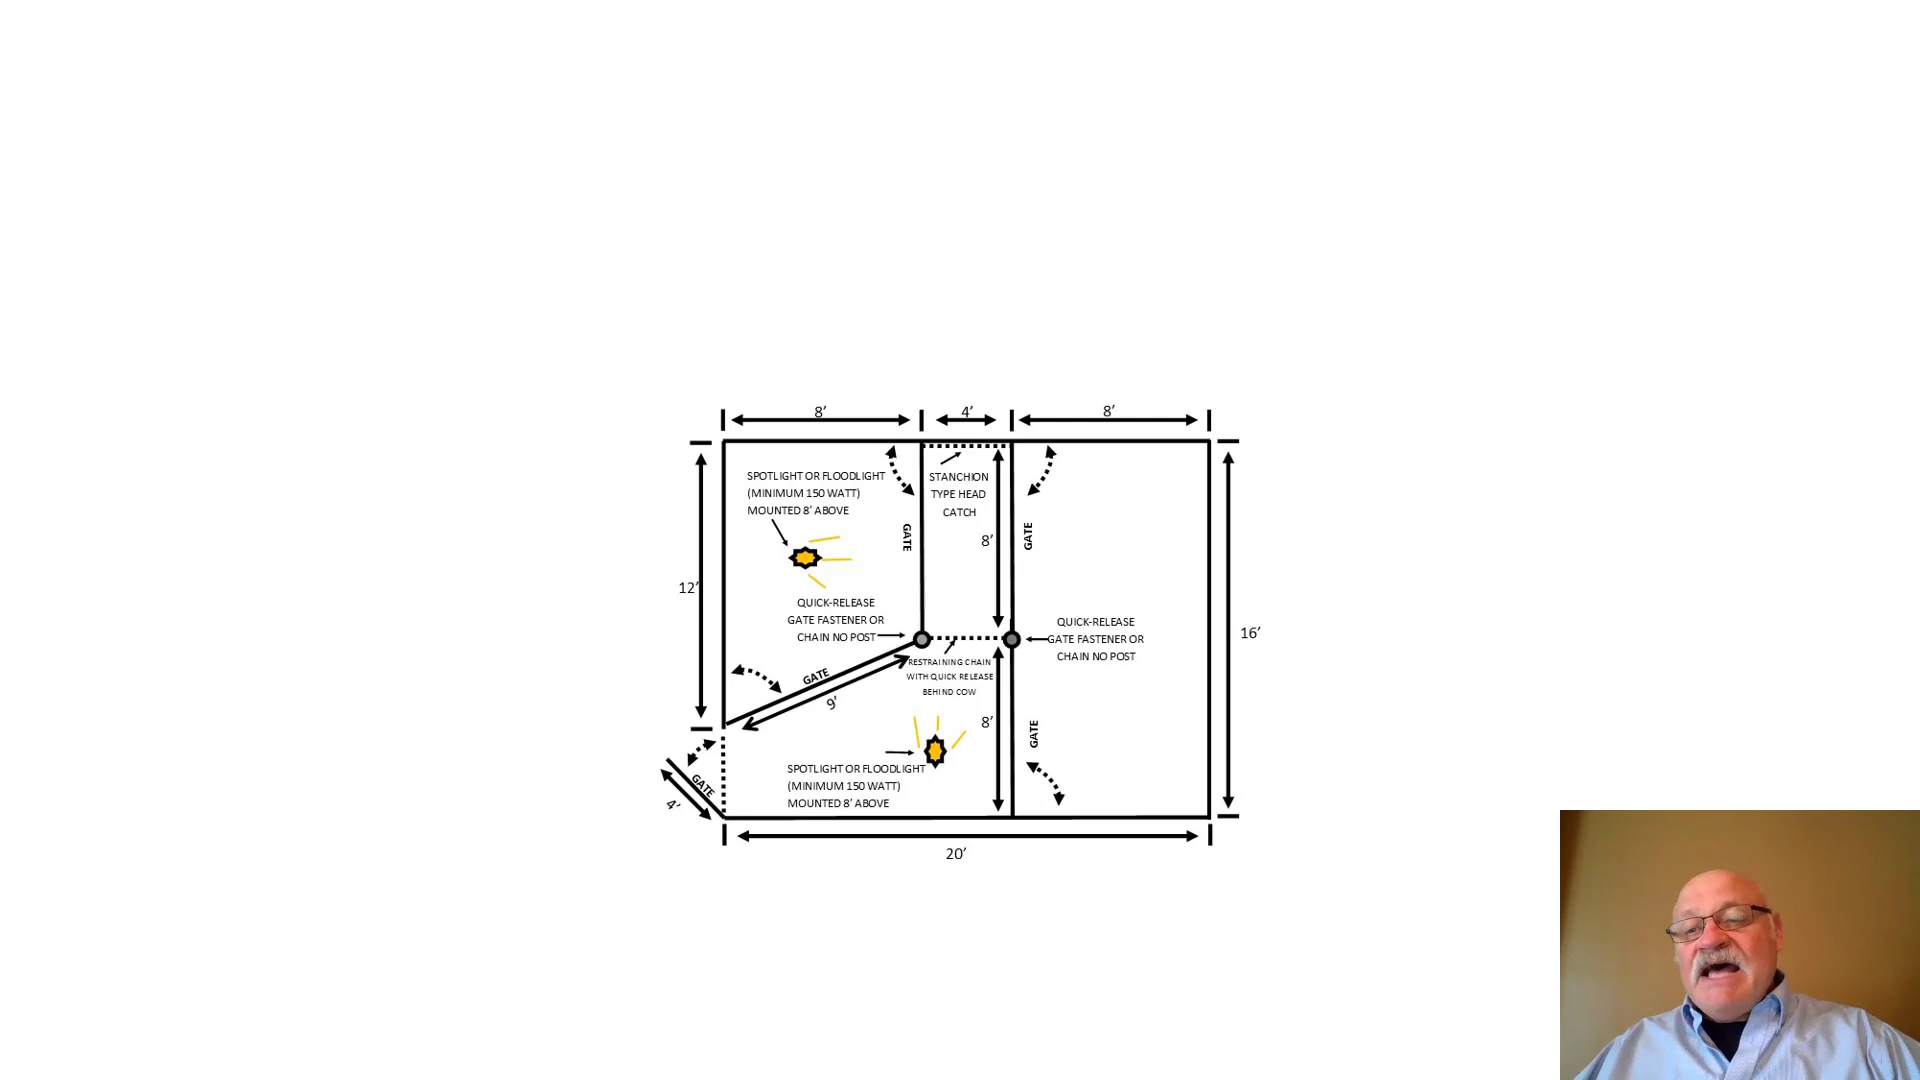 8’
4’
8’
SPOTLIGHT OR FLOODLIGHT
(MINIMUM 150 WATT)
MOUNTED 8’ ABOVE
STANCHION
TYPE HEAD
CATCH
GATE
8’
GATE
12’
QUICK-RELEASE
GATE FASTENER OR
CHAIN NO POST
QUICK-RELEASE
GATE FASTENER OR
CHAIN NO POST
16’
RESTRAINING CHAIN
WITH QUICK RELEASE
BEHIND COW
GATE
9’
8’
GATE
SPOTLIGHT OR FLOODLIGHT
(MINIMUM 150 WATT)
MOUNTED 8’ ABOVE
GATE
4’
20’